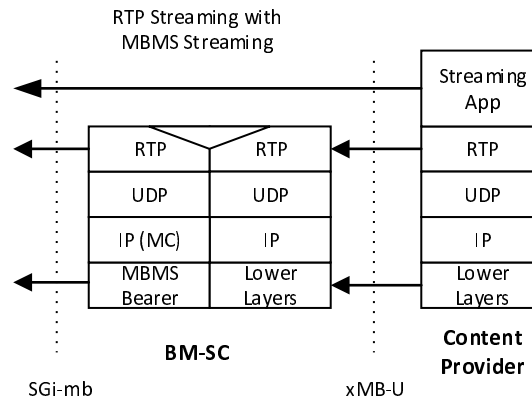 RTP Streaming with
MBMS Streaming
Streaming
App
RTP
RTP
RTP
UDP
UDP
UDP
IP (MC)
IP
IP
MBMS
Bearer
Lower
Layers
Lower
Layers
BM-SC
Content
Provider
SGi-mb
xMB-U